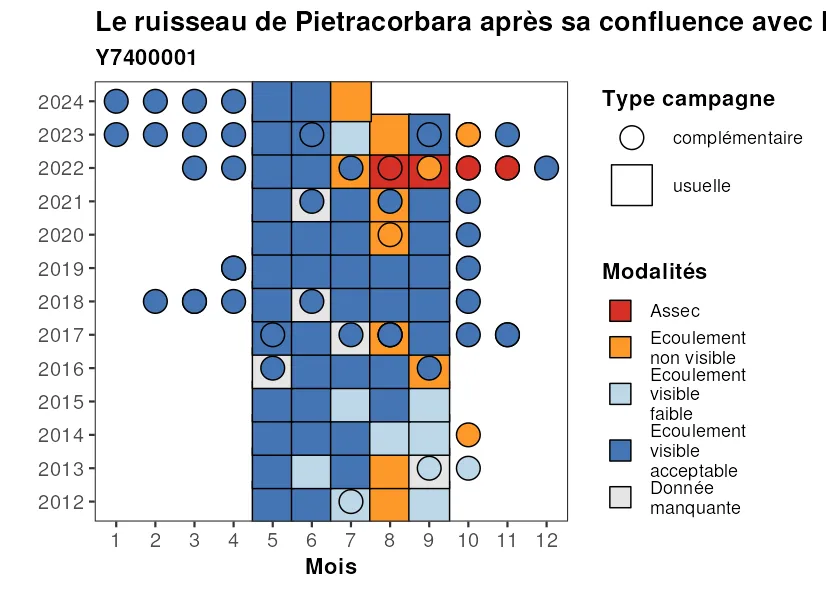 Le ruisseau de Pietracorbara après sa confluence avec
Y7400001
2024
2023
2022
2021
2020
2019
2018
2017
2016
2015
2014
2013
2012
1 2 3 4 5 6 7 8 9 10 11 12
Mois
Type campagne
complémentaire
usuelle
Modalités
Assec
Ecoulement
non visible
Ecoulement
visible
faible
Ecoulement
visible
acceptable
Donnée
manquante